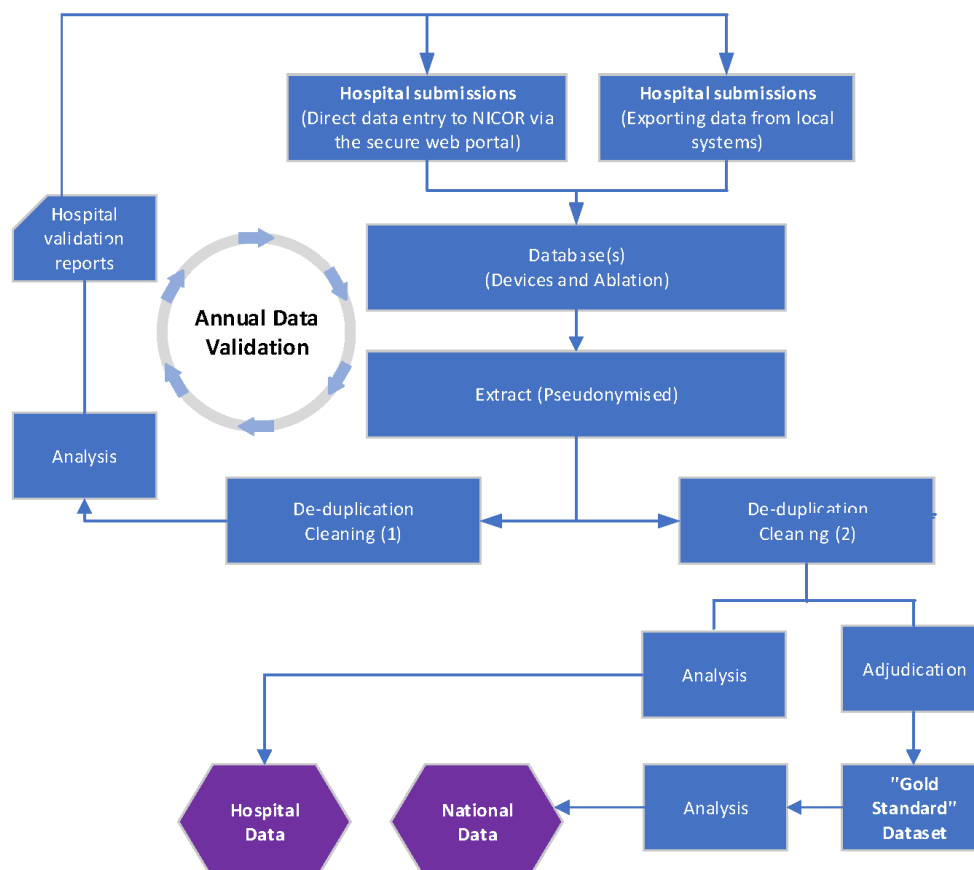 Hospital submissions
(Direct data entry to NICOR via
the secure web portal)
Hospital submissions
(Exporting data from local
systems)
Hospital
validation
reports
Database(s)
(Devices and Ablation)
Annual Data
Validation
Extract (Pseudonymised)
Analysis
De-duplication
Cleaning (1)
De-duplication
Cleaning (2)
Analysis
Adjudication
Hospital
Data
National
Data
Analysis
"Gold
Standard"
Dataset